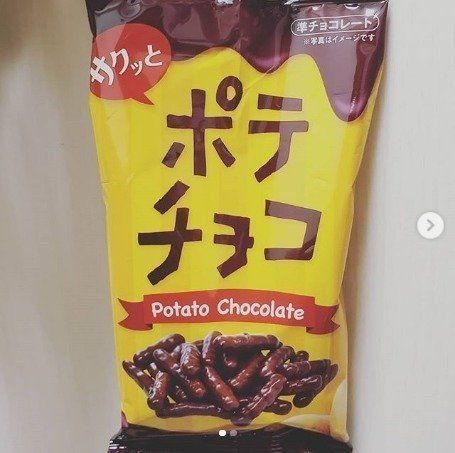 準チョコレート
※写真はイメージです
サクッと
ポテ
チョコ
Potato Chocolate